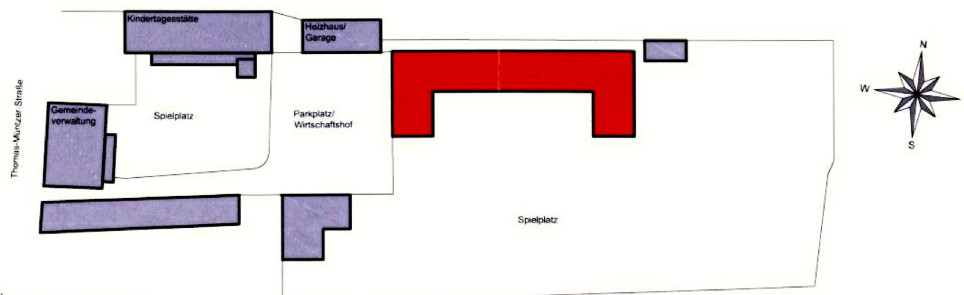 Kindertagesstätte
Heizhaus/
Garage
Thomas-Müntzer Straße
Gemeinde-
verwaltung
Spielplatz
Parkplatz/
Wirtschaftshof
Spielplatz
N
W
S